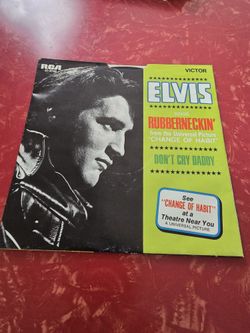 RCA
VICTOR
ELVIS
RUBBERNECKIN'
from the Universal Picture
"CHANGE OF HABIT"
DON'T CRY DADDY
See
"CHANGE OF HABIT"
at a
Theatre Near You
A UNIVERSAL PICTURE